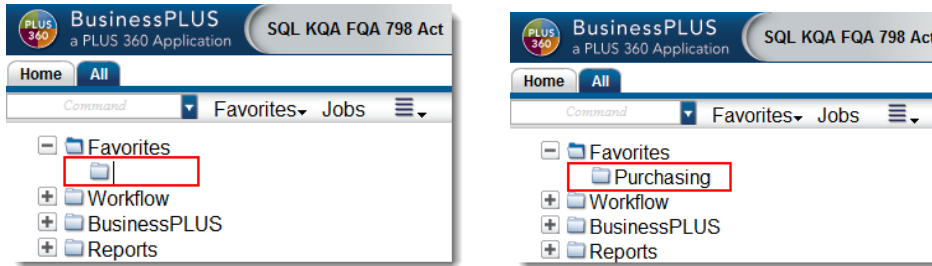 PLUS 360 BusinessPLUS
a PLUS 360 Application
SQL KQA FQA 798 Act
Home All
Command Favorites Jobs
Favorites
Workflow
BusinessPLUS
Reports
PLUS 360 BusinessPLUS
a PLUS 360 Application
SQL KQA FQA 798 Act
Home All
Command Favorites Jobs
Favorites
Purchasing
Workflow
BusinessPLUS
Reports